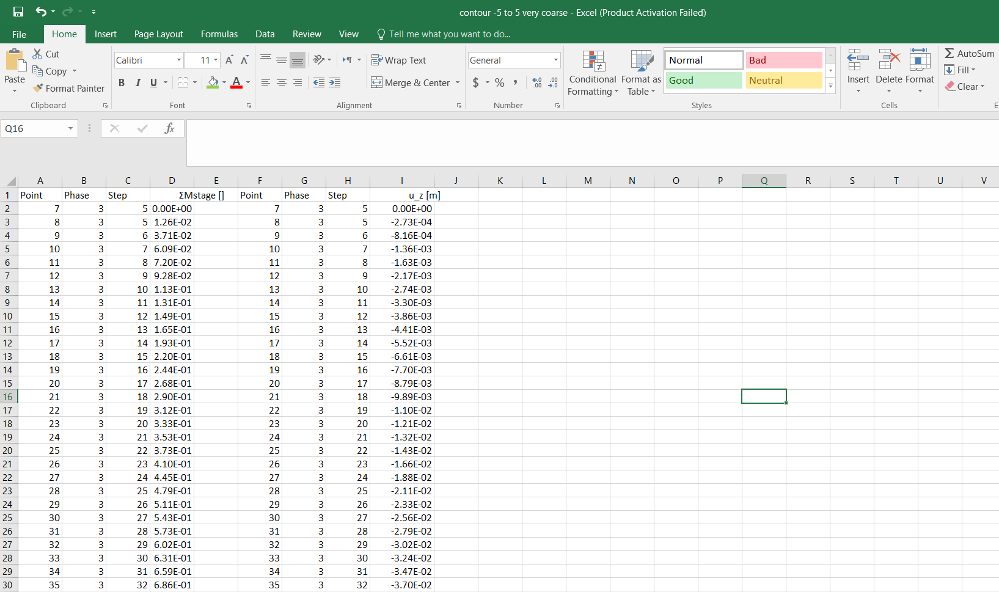 contour -5 to 5 very coarse - Excel (Product Activation Failed)
File Home Insert Page Layout Formulas Data Review View Tell me what you want to do...
Paste
Cut
Copy
Format Painter
Clipboard
Calibri 11 A A
B I U A
Font
Wrap Text
Merge & Center
Alignment
General
$ % , .0 .00 .00 .0
Number
Conditional Formatting
Format as Table
Normal Bad
Good Neutral
Styles
Insert Delete Format
Cells
AutoSum
Fill
Clear
E
Q16 fx
A B C D E F G H I J K L M N O P Q R S T U V
1 Point Phase Step ΣMstage [] Point Phase Step u_z [m]
2 7 3 5 0.00E+00 7 3 5 0.00E+00
3 8 3 5 1.26E-02 8 3 5 -2.73E-04
4 9 3 6 3.71E-02 9 3 6 -8.16E-04
5 10 3 7 6.09E-02 10 3 7 -1.36E-03
6 11 3 8 7.20E-02 11 3 8 -1.63E-03
7 12 3 9 9.28E-02 12 3 9 -2.17E-03
8 13 3 10 1.13E-01 13 3 10 -2.74E-03
9 14 3 11 1.31E-01 14 3 11 -3.30E-03
10 15 3 12 1.49E-01 15 3 12 -3.86E-03
11 16 3 13 1.65E-01 16 3 13 -4.41E-03
12 17 3 14 1.93E-01 17 3 14 -5.52E-03
13 18 3 15 2.20E-01 18 3 15 -6.61E-03
14 19 3 16 2.44E-01 19 3 16 -7.70E-03
15 20 3 17 2.68E-01 20 3 17 -8.79E-03
16 21 3 18 2.90E-01 21 3 18 -9.89E-03
17 22 3 19 3.12E-01 22 3 19 -1.10E-02
18 23 3 20 3.33E-01 23 3 20 -1.21E-02
19 24 3 21 3.53E-01 24 3 21 -1.32E-02
20 25 3 22 3.73E-01 25 3 22 -1.43E-02
21 26 3 23 4.10E-01 26 3 23 -1.66E-02
22 27 3 24 4.45E-01 27 3 24 -1.88E-02
23 28 3 25 4.79E-01 28 3 25 -2.11E-02
24 29 3 26 5.11E-01 29 3 26 -2.33E-02
25 30 3 27 5.43E-01 30 3 27 -2.56E-02
26 31 3 28 5.73E-01 31 3 28 -2.79E-02
27 32 3 29 6.02E-01 32 3 29 -3.02E-02
28 33 3 30 6.31E-01 33 3 30 -3.24E-02
29 34 3 31 6.59E-01 34 3 31 -3.47E-02
30 35 3 32 6.86E-01 35 3 32 -3.70E-02